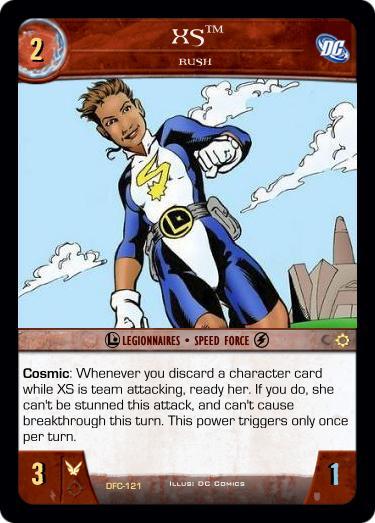 2
XS™
DC
RUSH
L LEGIONNAIRES • SPEED FORCE
Cosmic: Whenever you discard a character card
while XS is team attacking, ready her. If you do, she
can't be stunned this attack, and can't cause
breakthrough this turn. This power triggers only once
per turn.
3
DFC-121
ILLUS: DC COMICS
1